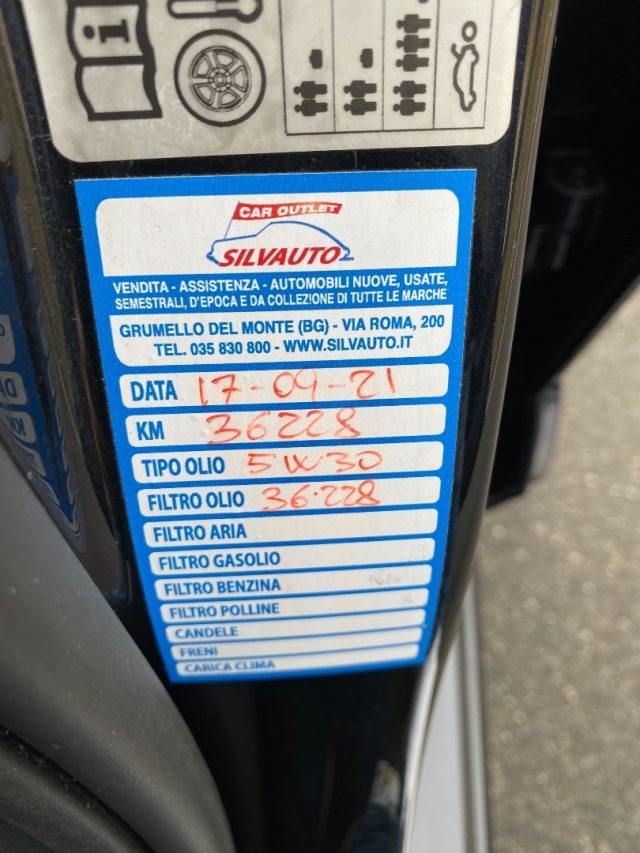 CAR OUTLET
SILVAUTO
VENDITA - ASSISTENZA - AUTOMOBILI NUOVE, USATE,
SEMESTRALI, D'EPOCA E DA COLLEZIONE DI TUTTE LE MARCHE
GRUMELLO DEL MONTE (BG) - VIA ROMA, 200
TEL. 035 830 800 - WWW.SILVAUTO.IT
DATA 17-09-21
KM 36228
TIPO OLIO 5W30
FILTRO OLIO 36.228
FILTRO ARIA
FILTRO GASOLIO
FILTRO BENZINA
FILTRO POLLINE
CANDELE
FRENI
CARICA CLIMA